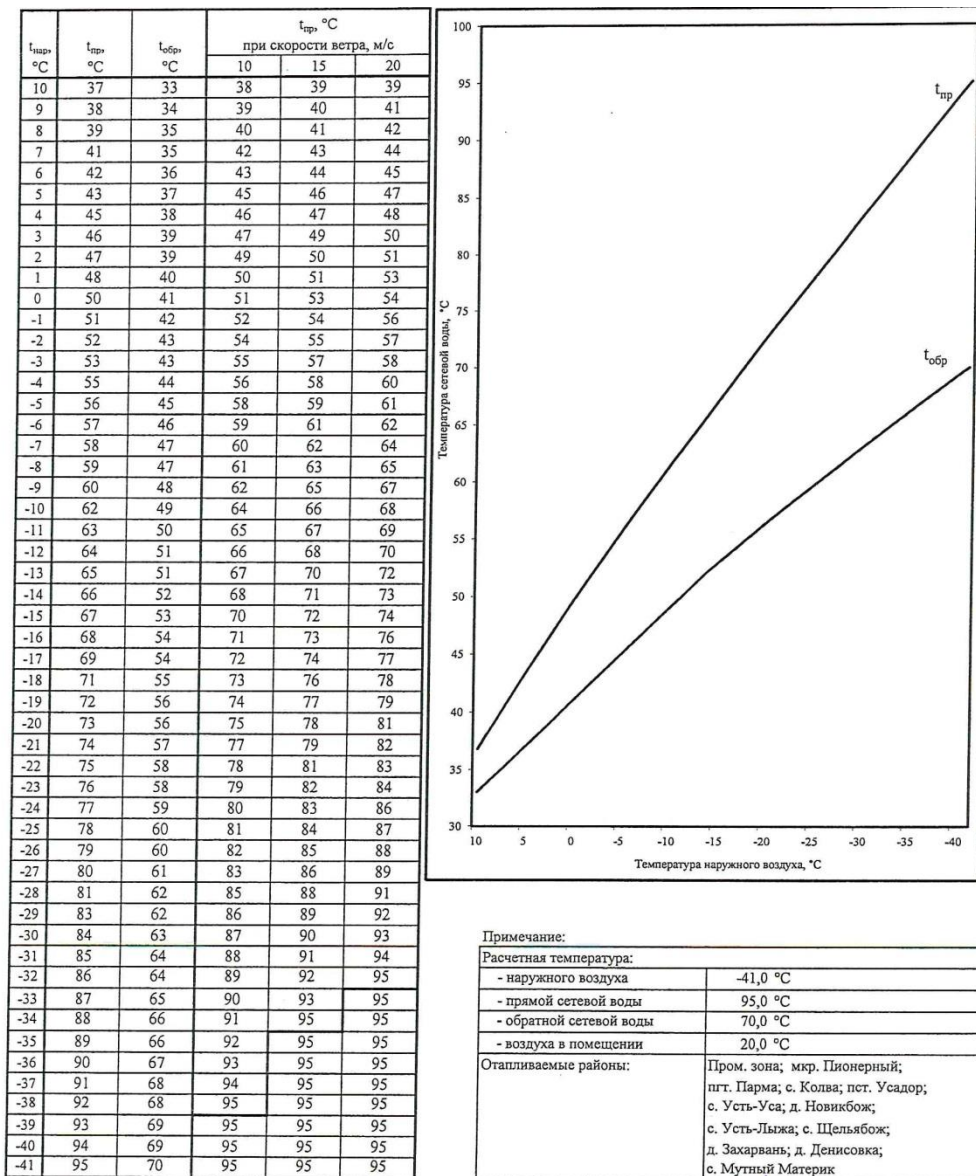 tнар, °C tпр, °C tобр, °C tпр, °C при скорости ветра, м/с
10 15 20
10 37 33 38 39 39
9 38 34 39 40 41
8 39 35 40 41 42
7 41 35 42 43 44
6 42 36 43 44 45
5 43 37 45 46 47
4 45 38 46 47 48
3 46 39 47 49 50
2 47 39 49 50 51
1 48 40 50 51 53
0 50 41 51 53 54
-1 51 42 52 54 56
-2 52 43 54 55 57
-3 53 43 55 57 58
-4 55 44 56 58 60
-5 56 45 58 59 61
-6 57 46 59 61 62
-7 58 47 60 62 64
-8 59 47 61 63 65
-9 60 48 62 65 67
-10 62 49 64 66 68
-11 63 50 65 67 69
-12 64 51 66 68 70
-13 65 51 67 70 72
-14 66 52 68 71 73
-15 67 53 70 72 74
-16 68 54 71 73 76
-17 69 54 72 74 77
-18 71 55 73 76 78
-19 72 56 74 77 79
-20 73 56 75 78 81
-21 74 57 77 79 82
-22 75 58 78 81 83
-23 76 58 79 82 84
-24 77 59 80 83 86
-25 78 60 81 84 87
-26 79 60 82 85 88
-27 80 61 83 86 89
-28 81 62 85 88 91
-29 83 62 86 89 92
-30 84 63 87 90 93
-31 85 64 88 91 94
-32 86 64 89 92 95
-33 87 65 90 93 95
-34 88 66 91 95 95
-35 89 66 92 95 95
-36 90 67 93 95 95
-37 91 68 94 95 95
-38 92 68 95 95 95
-39 93 69 95 95 95
-40 94 69 95 95 95
-41 95 70 95 95 95
Температура сетевой воды, °C
100
95
90
85
80
75
70
65
60
55
50
45
40
35
30
tпр
tобр
10 5 0 -5 -10 -15 -20 -25 -30 -35 -40
Температура наружного воздуха, °C
Примечание:
Расчетная температура:
- наружного воздуха -41,0 °C
- прямой сетевой воды 95,0 °C
- обратной сетевой воды 70,0 °C
- воздуха в помещении 20,0 °C
Отапливаемые районы: Пром. зона; мкр. Пионерный;
пгт. Парма; с. Колва; пст. Усадор;
с. Усть-Уса; д. Новикбож;
с. Усть-Лыжа; с. Щельябож;
д. Захарвань; д. Денисовка;
с. Мутный Материк